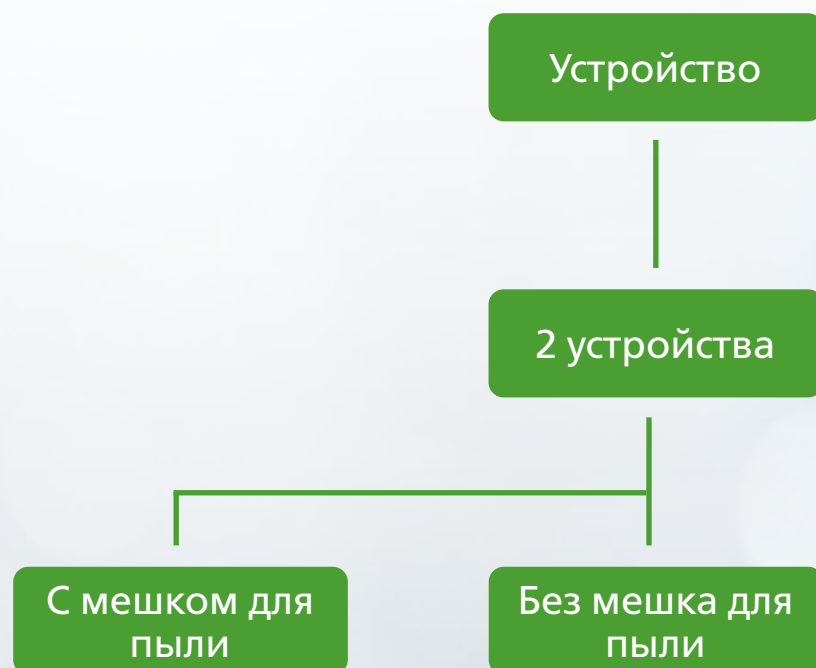 Устройство
2 устройства
С мешком для
пыли
Без мешка для
пыли